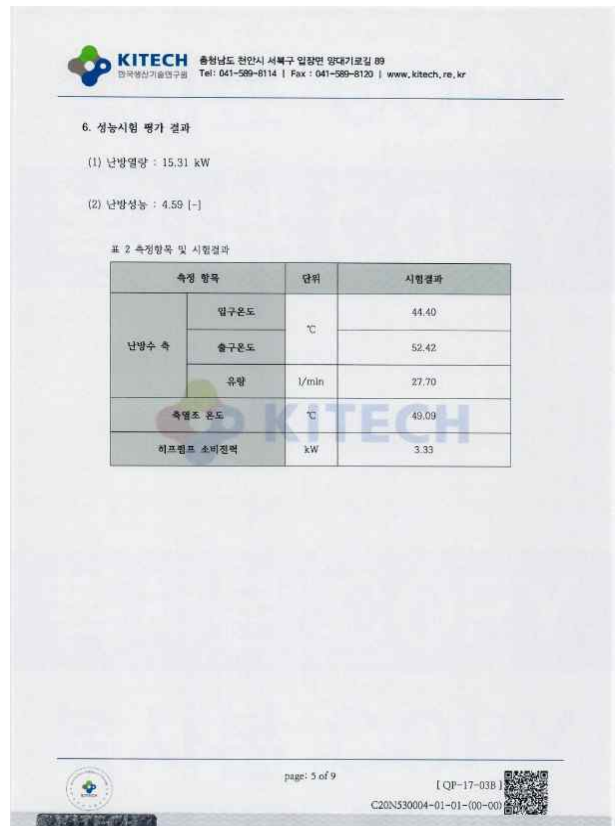 KITECH
한국생산기술연구원
충청남도 천안시 서북구 입장면 양대기로길 89
Tel: 041-589-8114 | Fax : 041-589-8120 | www.kitech.re.kr
6. 성능시험 평가 결과
(1) 난방열량 : 15.31 kW
(2) 난방성능 : 4.59 [-]
표 2 측정항목 및 시험결과
측정 항목 단위 시험결과
난방수 측 입구온도 ℃ 44.40
출구온도 52.42
유량 l/min 27.70
축열조 온도 ℃ 49.09
히프펌프 소비전력 kW 3.33
KITECH
page: 5 of 9
[ QP-17-03B ]
C20N530004-01-01-(00-00)